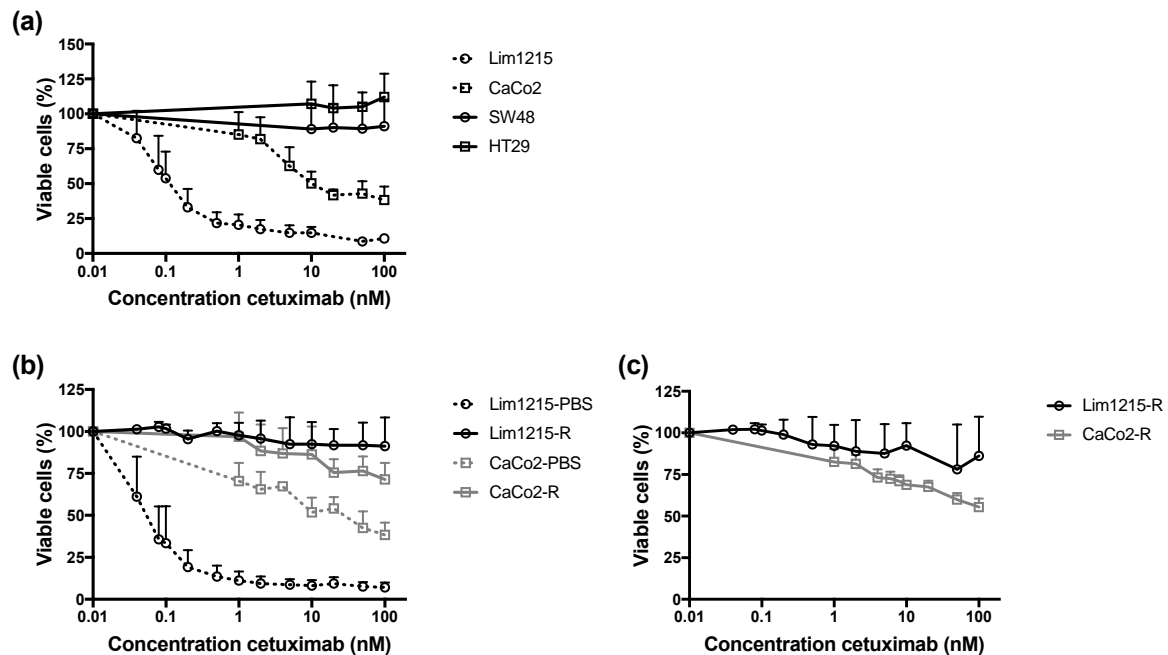 (a)
150
125
100
75
50
25
0
Viable cells (%)
0.01 0.1 1 10 100
Concentration cetuximab (nM)
Lim1215
CaCo2
SW48
HT29
(b)
125
100
75
50
25
0
Viable cells (%)
0.01 0.1 1 10 100
Concentration cetuximab (nM)
Lim1215-PBS
Lim1215-R
CaCo2-PBS
CaCo2-R
(c)
125
100
75
50
25
0
Viable cells (%)
0.01 0.1 1 10 100
Concentration cetuximab (nM)
Lim1215-R
CaCo2-R